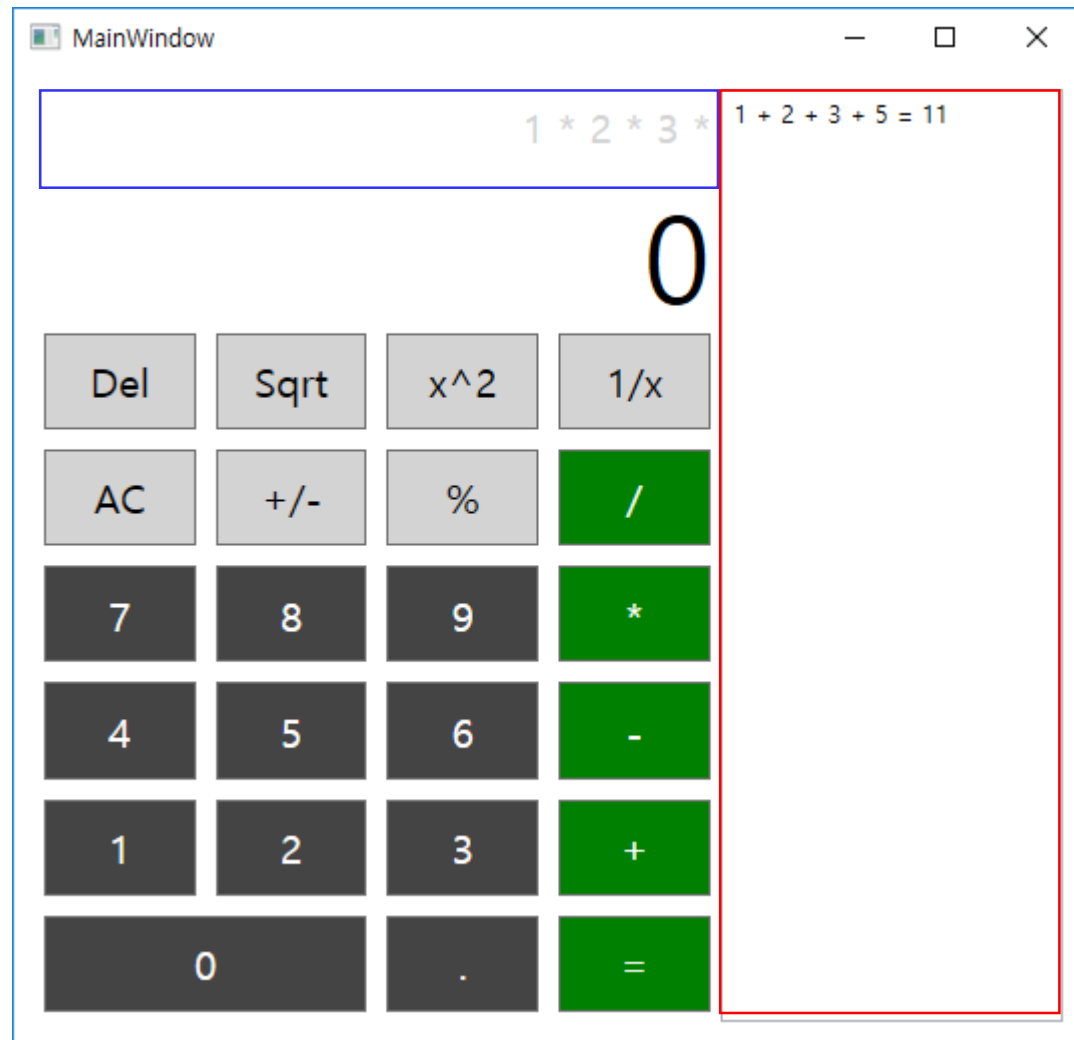 MainWindow
1 * 2 * 3 *
1 + 2 + 3 + 5 = 11
0
Del Sqrt x^2 1/x
AC +/- % /
7 8 9 *
4 5 6 -
1 2 3 +
0 . =